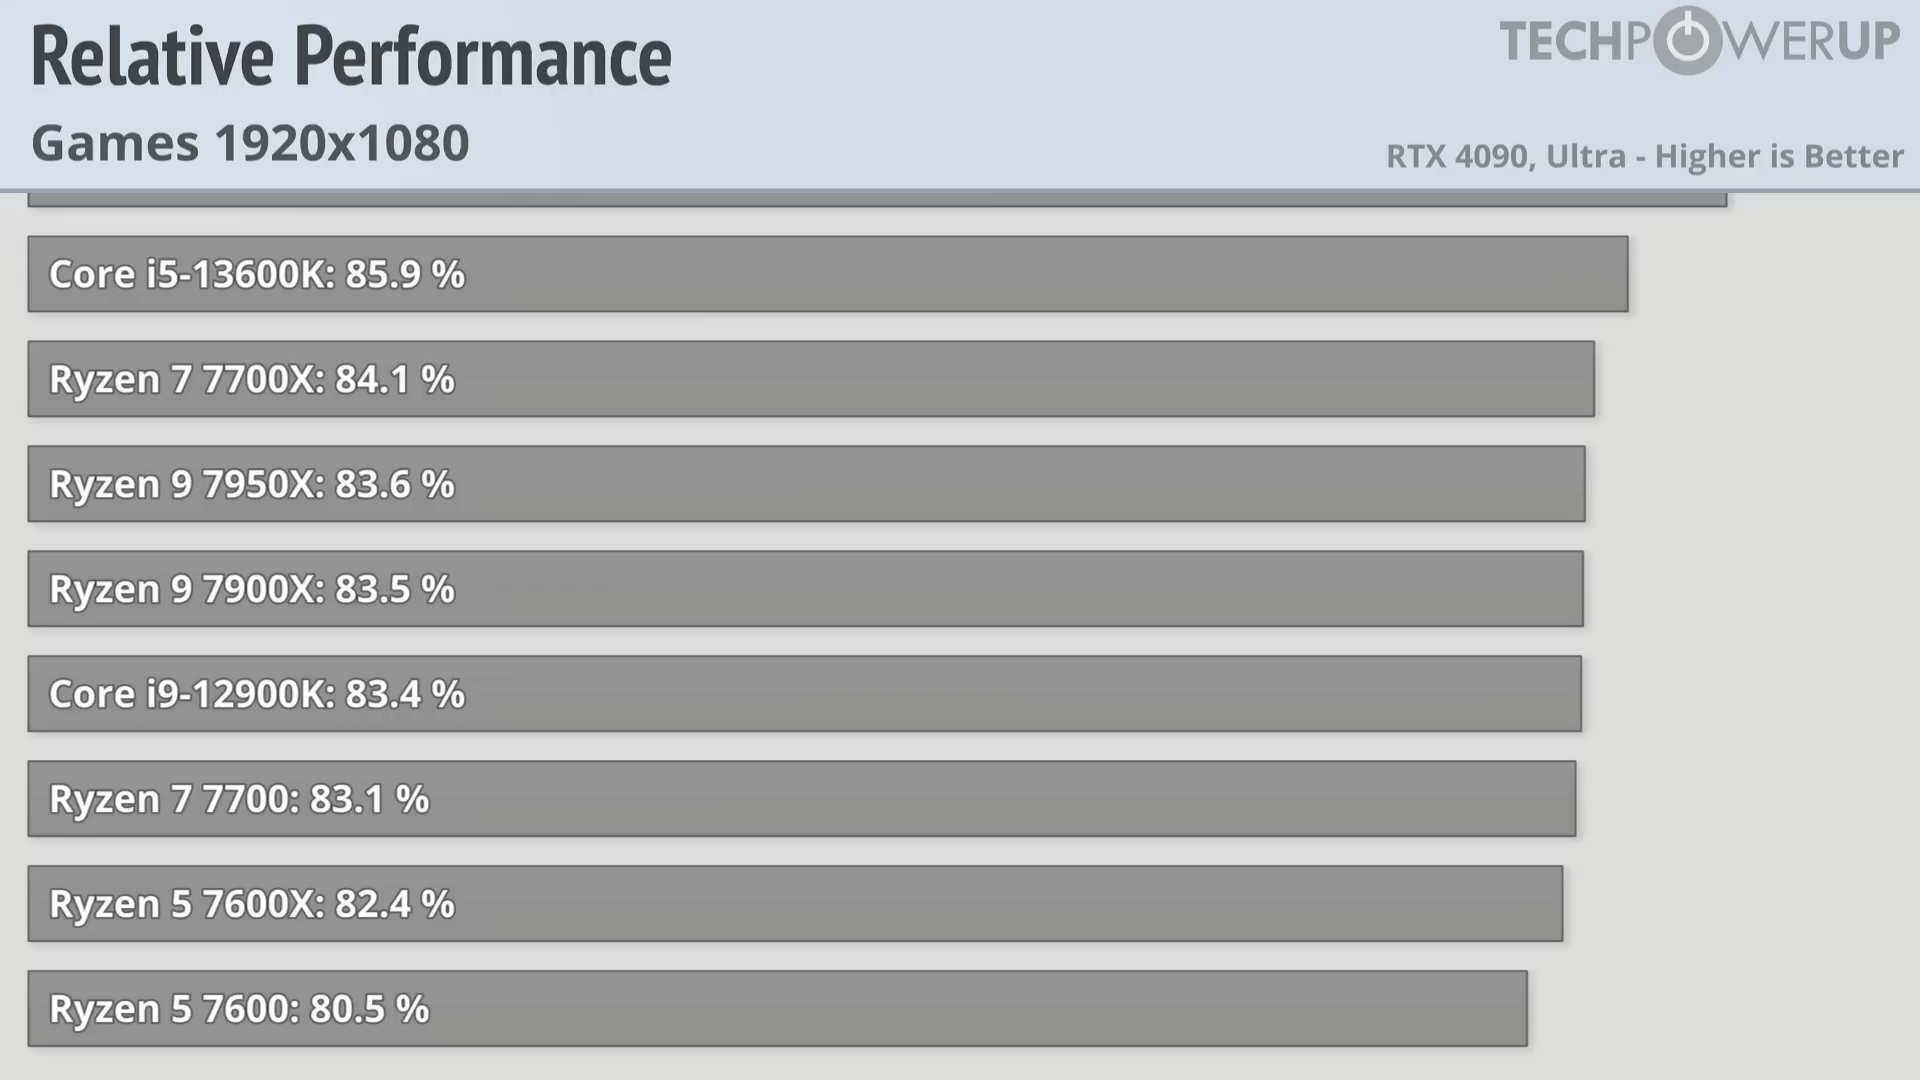 Relative Performance
TECHPOWERUP
Games 1920x1080
RTX 4090, Ultra - Higher is Better
Core i5-13600K: 85.9 %
Ryzen 7 7700X: 84.1 %
Ryzen 9 7950X: 83.6 %
Ryzen 9 7900X: 83.5 %
Core i9-12900K: 83.4 %
Ryzen 7 7700: 83.1 %
Ryzen 5 7600X: 82.4 %
Ryzen 5 7600: 80.5 %